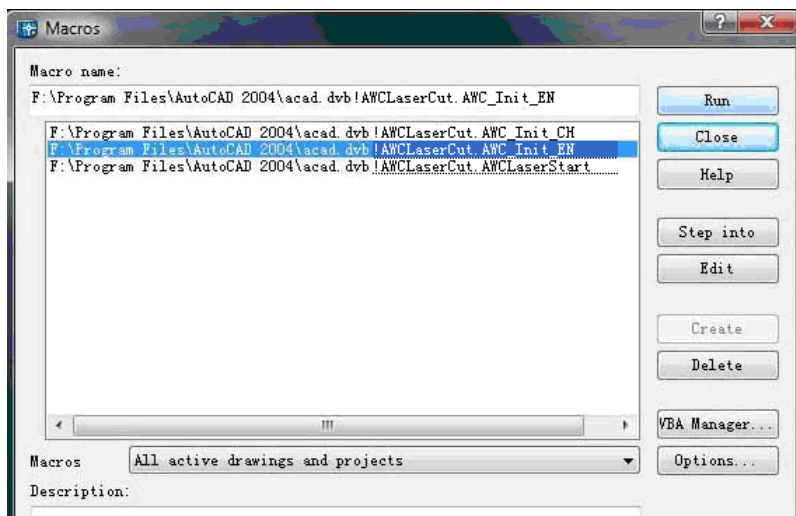 Macros
Macro name:
F:\Program Files\AutoCAD 2004\acad.dvb!AWCLaserCut.AWC_Init_EN
Run
F:\Program Files\AutoCAD 2004\acad.dvb!AWCLaserCut.AWC_Init_CH
Close
F:\Program Files\AutoCAD 2004\acad.dvb!AWCLaserCut.AWC_Init_EN
F:\Program Files\AutoCAD 2004\acad.dvb!AWCLaserCut.AWCLaserStart
Help
Step into
Edit
Create
Delete
VBA Manager...
Macros
All active drawings and projects
Options...
Description: